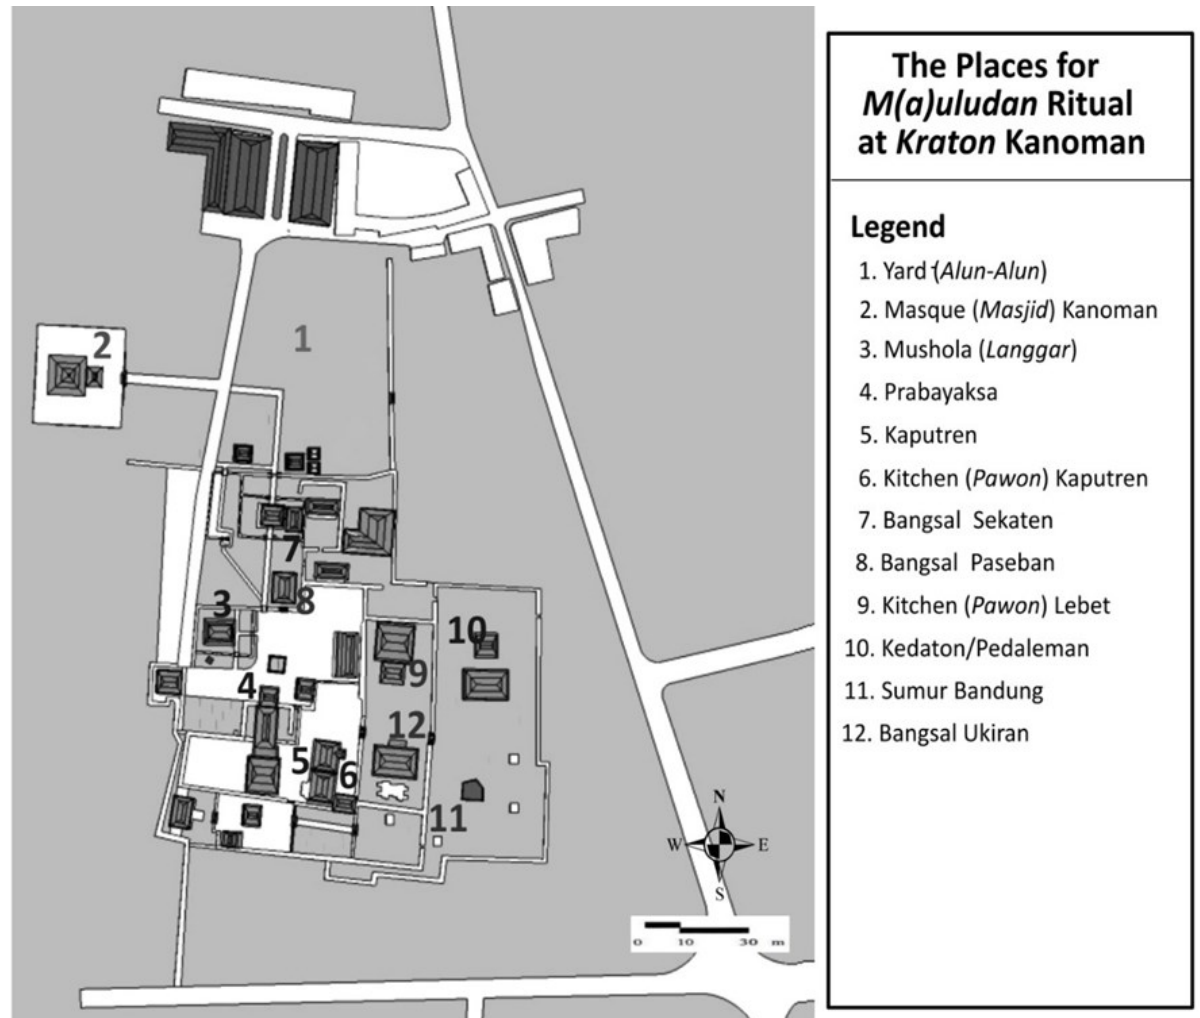 The Places for
M(a)uludan Ritual
at Kraton Kanoman
Legend
1. Yard (Alun-Alun)
2. Masque (Masjid) Kanoman
3. Mushola (Langgar)
4. Prabayaksa
5. Kaputren
6. Kitchen (Pawon) Kaputren
7. Bangsal Sekaten
8. Bangsal Paseban
9. Kitchen (Pawon) Lebet
10. Kedaton/Pedaleman
11. Sumur Bandung
12. Bangsal Ukiran
1
2
7
8
3
10
9
4
12
5
6
11
N
W E
S
0 10 30 m